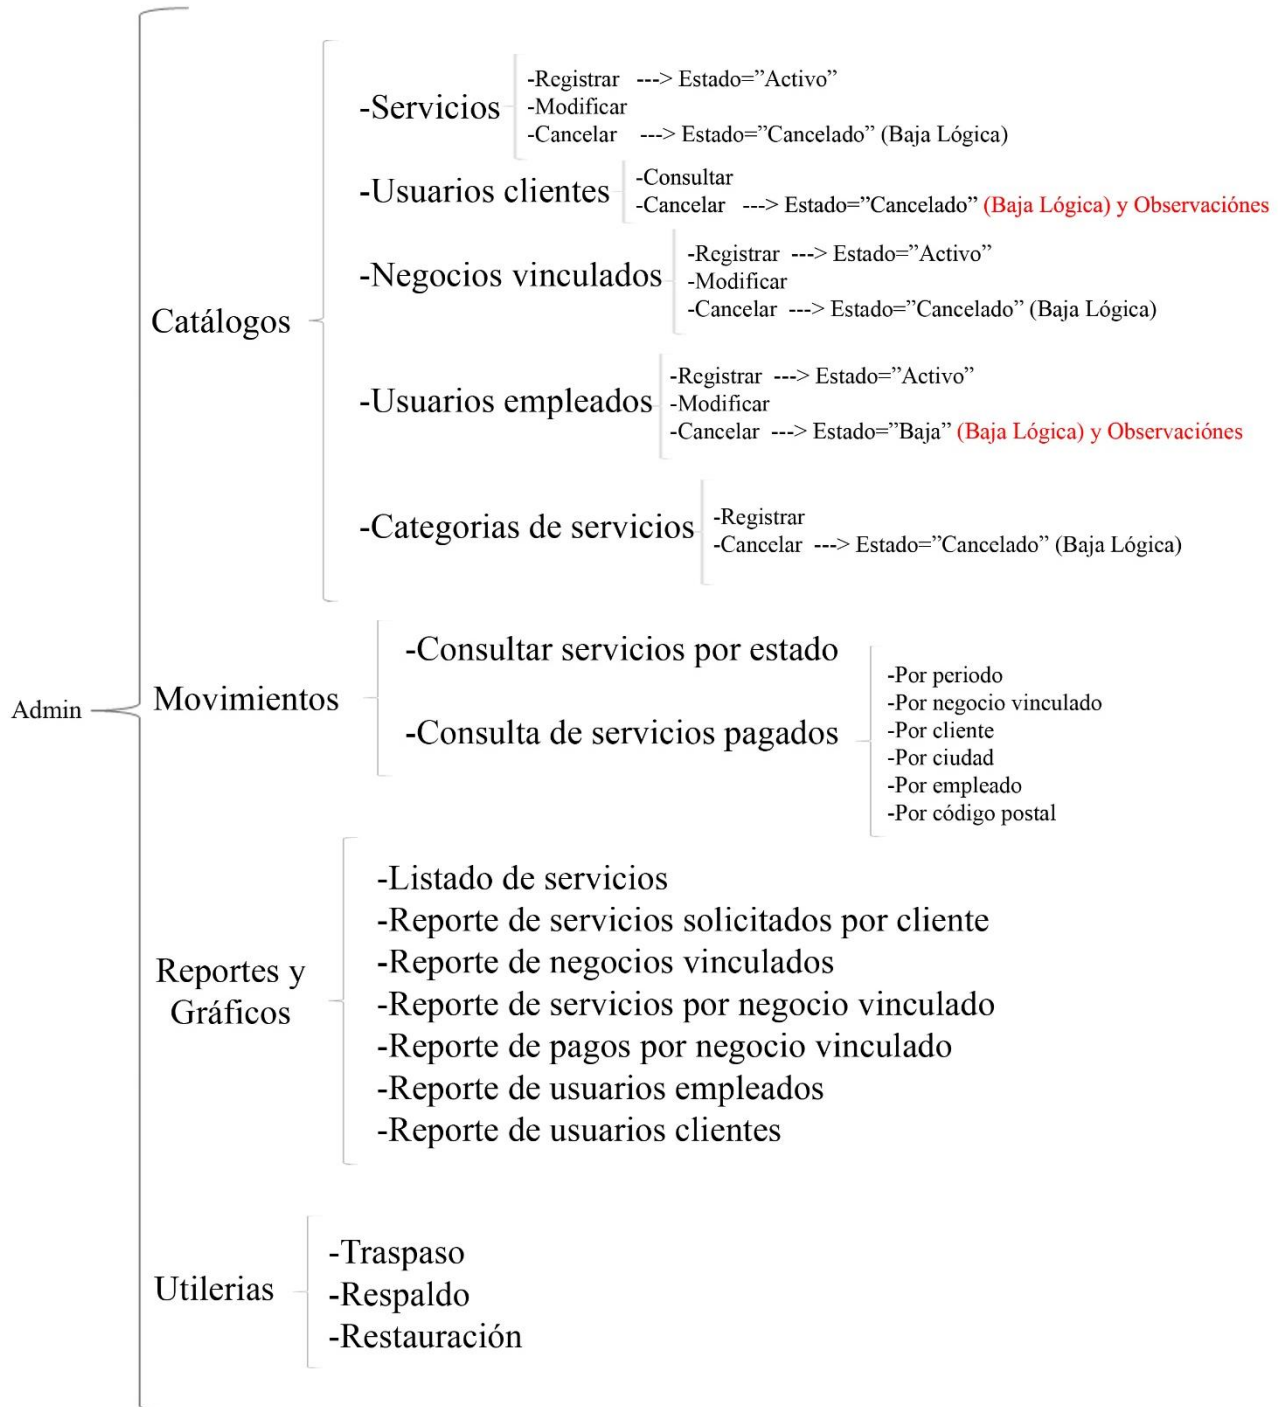 Admin
Catálogos
-Servicios
-Registrar ---> Estado=”Activo”
-Modificar
-Cancelar ---> Estado=”Cancelado” (Baja Lógica)
-Usuarios clientes
-Consultar
-Cancelar ---> Estado=”Cancelado” (Baja Lógica) y Observaciónes
-Negocios vinculados
-Registrar ---> Estado=”Activo”
-Modificar
-Cancelar ---> Estado=”Cancelado” (Baja Lógica)
-Usuarios empleados
-Registrar ---> Estado=”Activo”
-Modificar
-Cancelar ---> Estado=”Baja” (Baja Lógica) y Observaciónes
-Categorias de servicios
-Registrar
-Cancelar ---> Estado=”Cancelado” (Baja Lógica)
Movimientos
-Consultar servicios por estado
-Consulta de servicios pagados
-Por periodo
-Por negocio vinculado
-Por cliente
-Por ciudad
-Por empleado
-Por código postal
Reportes y
Gráficos
-Listado de servicios
-Reporte de servicios solicitados por cliente
-Reporte de negocios vinculados
-Reporte de servicios por negocio vinculado
-Reporte de pagos por negocio vinculado
-Reporte de usuarios empleados
-Reporte de usuarios clientes
Utilerias
-Traspaso
-Respaldo
-Restauración